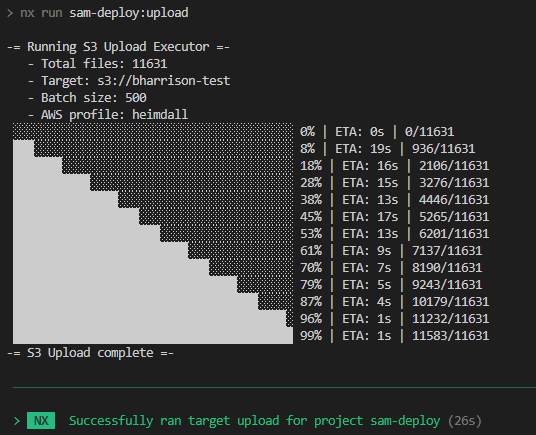 > nx run sam-deploy:upload
-= Running S3 Upload Executor =-
- Total files: 11631
- Target: s3://bharrison-test
- Batch size: 500
- AWS profile: heimdall
0% | ETA: 0s | 0/11631
8% | ETA: 19s | 936/11631
18% | ETA: 16s | 2106/11631
28% | ETA: 15s | 3276/11631
38% | ETA: 13s | 4446/11631
45% | ETA: 17s | 5265/11631
53% | ETA: 13s | 6201/11631
61% | ETA: 9s | 7137/11631
70% | ETA: 7s | 8190/11631
79% | ETA: 5s | 9243/11631
87% | ETA: 4s | 10179/11631
96% | ETA: 1s | 11232/11631
99% | ETA: 1s | 11583/11631
-= S3 Upload complete =-
> NX Successfully ran target upload for project sam-deploy (26s)